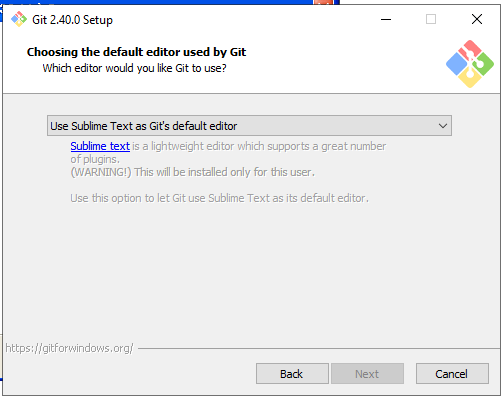 Git 2.40.0 Setup
Choosing the default editor used by Git
Which editor would you like Git to use?
Use Sublime Text as Git's default editor
Sublime text is a lightweight editor which supports a great number
of plugins.
(WARNING!) This will be installed only for this user.
Use this option to let Git use Sublime Text as its default editor.
https://gitforwindows.org/
Back
Next
Cancel